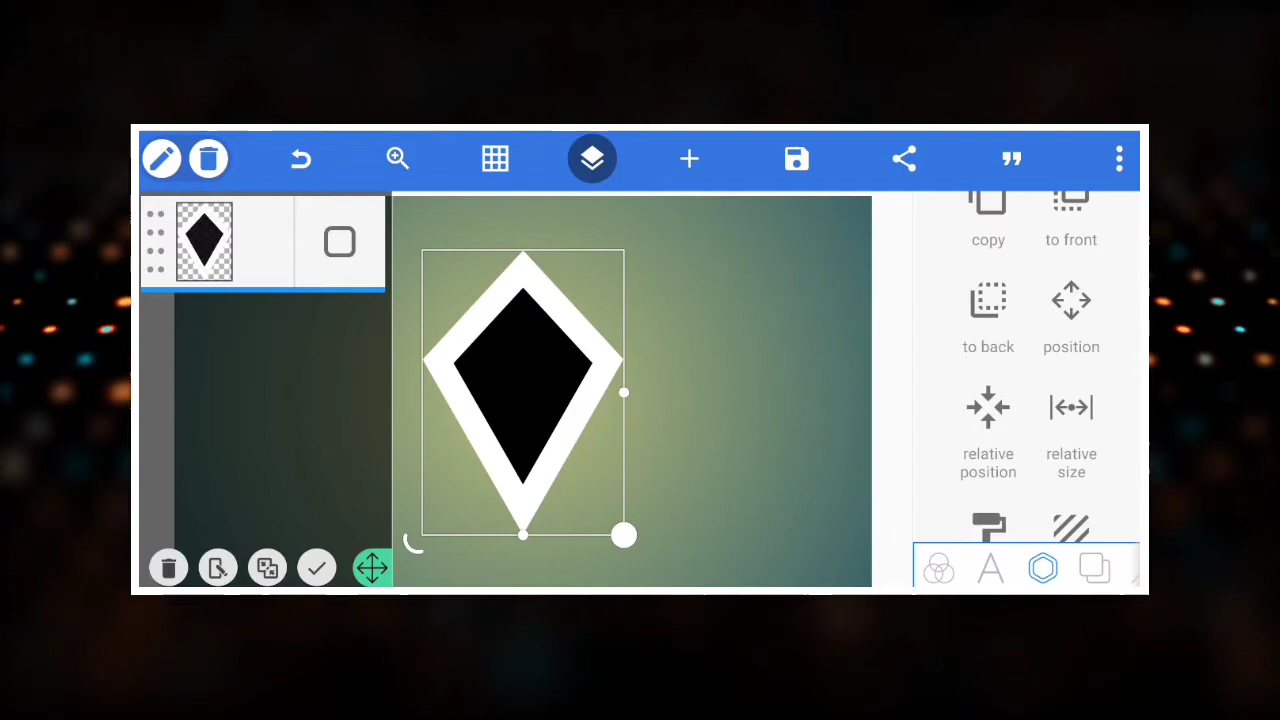 copy
to front
to back
position
relative
position
relative
size